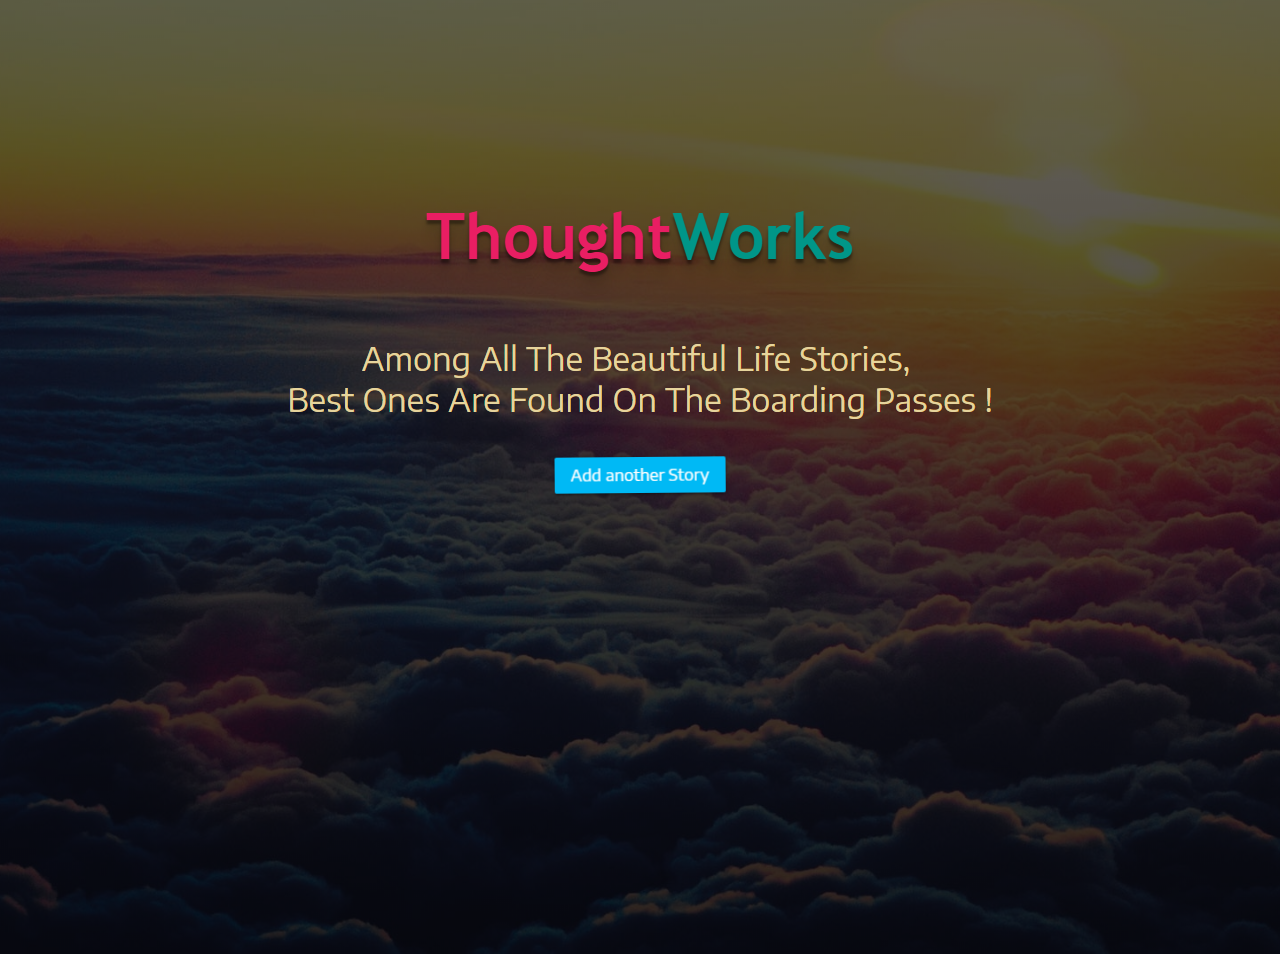 ThoughtWorks
Among All The Beautiful Life Stories,
Best Ones Are Found On The Boarding Passes !
Add another Story